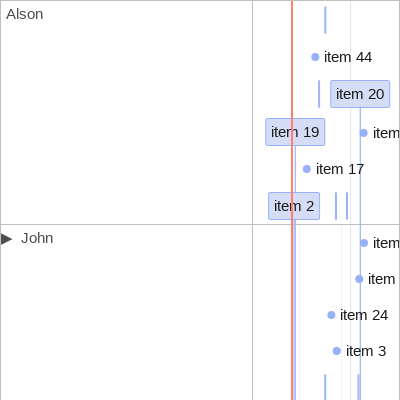 Alson
item 44
item 20
item 19
item
item 17
item 2
▶ John
item
item
item 24
item 3